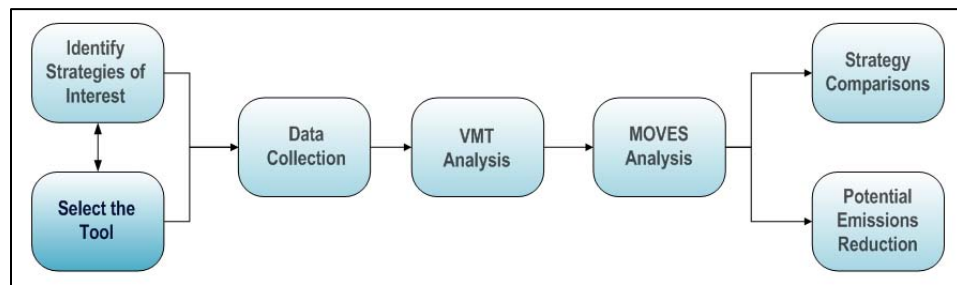 Identify
Strategies of
Interest
Select the
Tool
Data
Collection
VMT
Analysis
MOVES
Analysis
Strategy
Comparisons
Potential
Emissions
Reduction